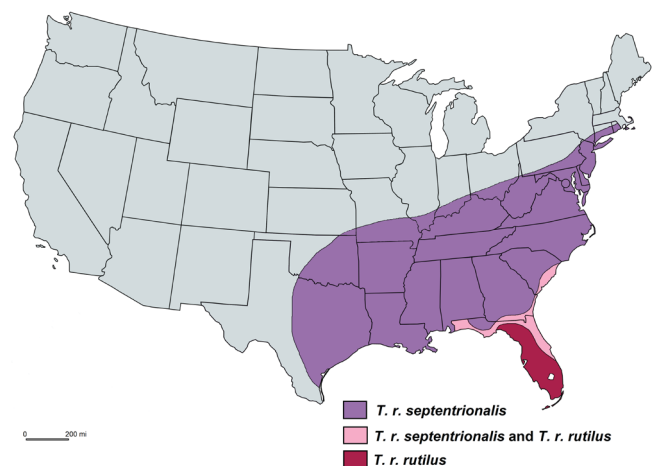 T. r. septentrionalis
T. r. septentrionalis and T. r. rutilus
T. r. rutilus
0 200 mi